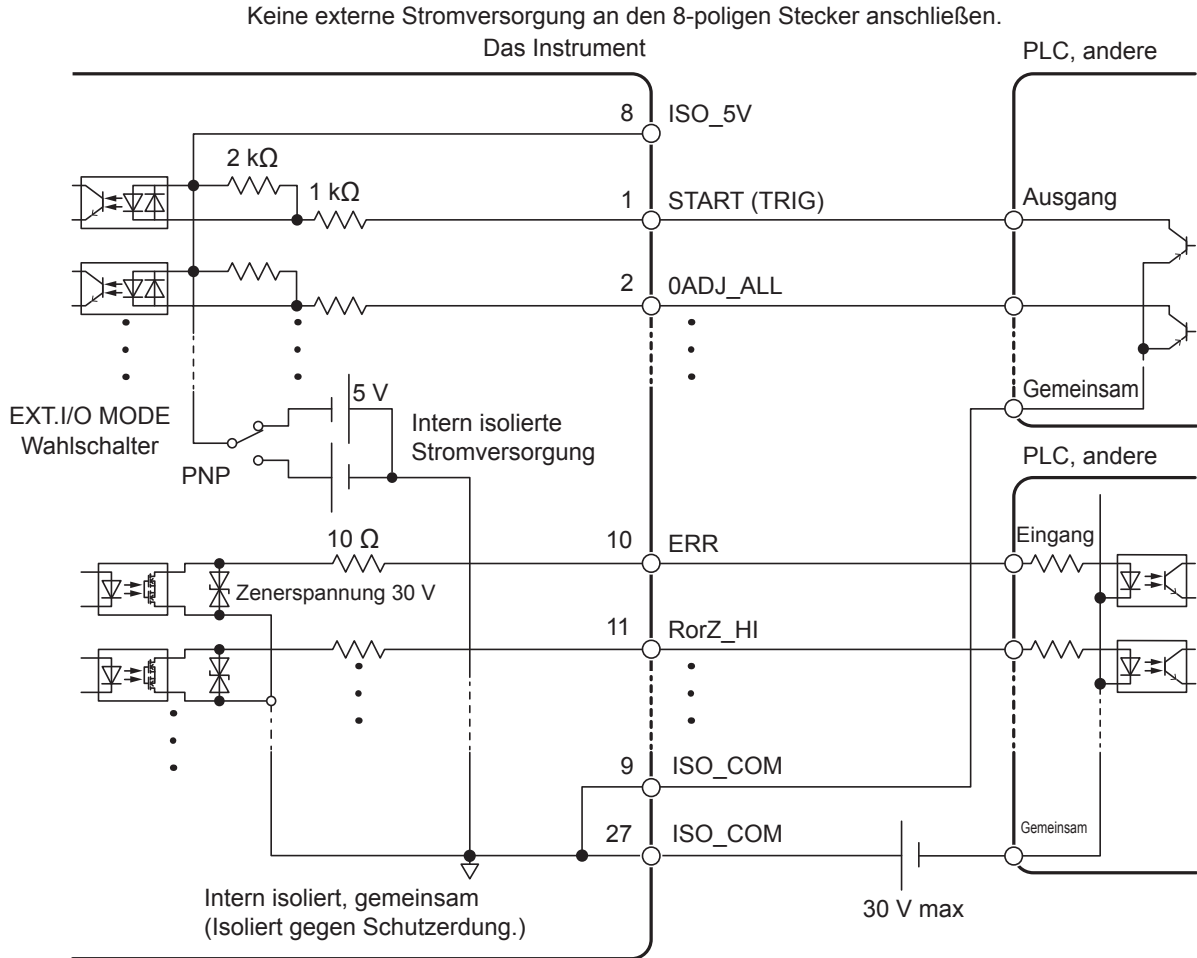 Keine externe Stromversorgung an den 8-poligen Stecker anschließen.
Das Instrument
PLC, andere
8
ISO_5V
2 kΩ
1 kΩ
1
START (TRIG)
Ausgang
2
0ADJ_ALL
Gemeinsam
EXT.I/O MODE
Wahlschalter
5 V
Intern isolierte
Stromversorgung
PNP
PLC, andere
10 Ω
10
ERR
Eingang
Zenerspannung 30 V
11
RorZ_HI
9
ISO_COM
27
ISO_COM
Gemeinsam
30 V max
Intern isoliert, gemeinsam
(Isoliert gegen Schutzerdung.)